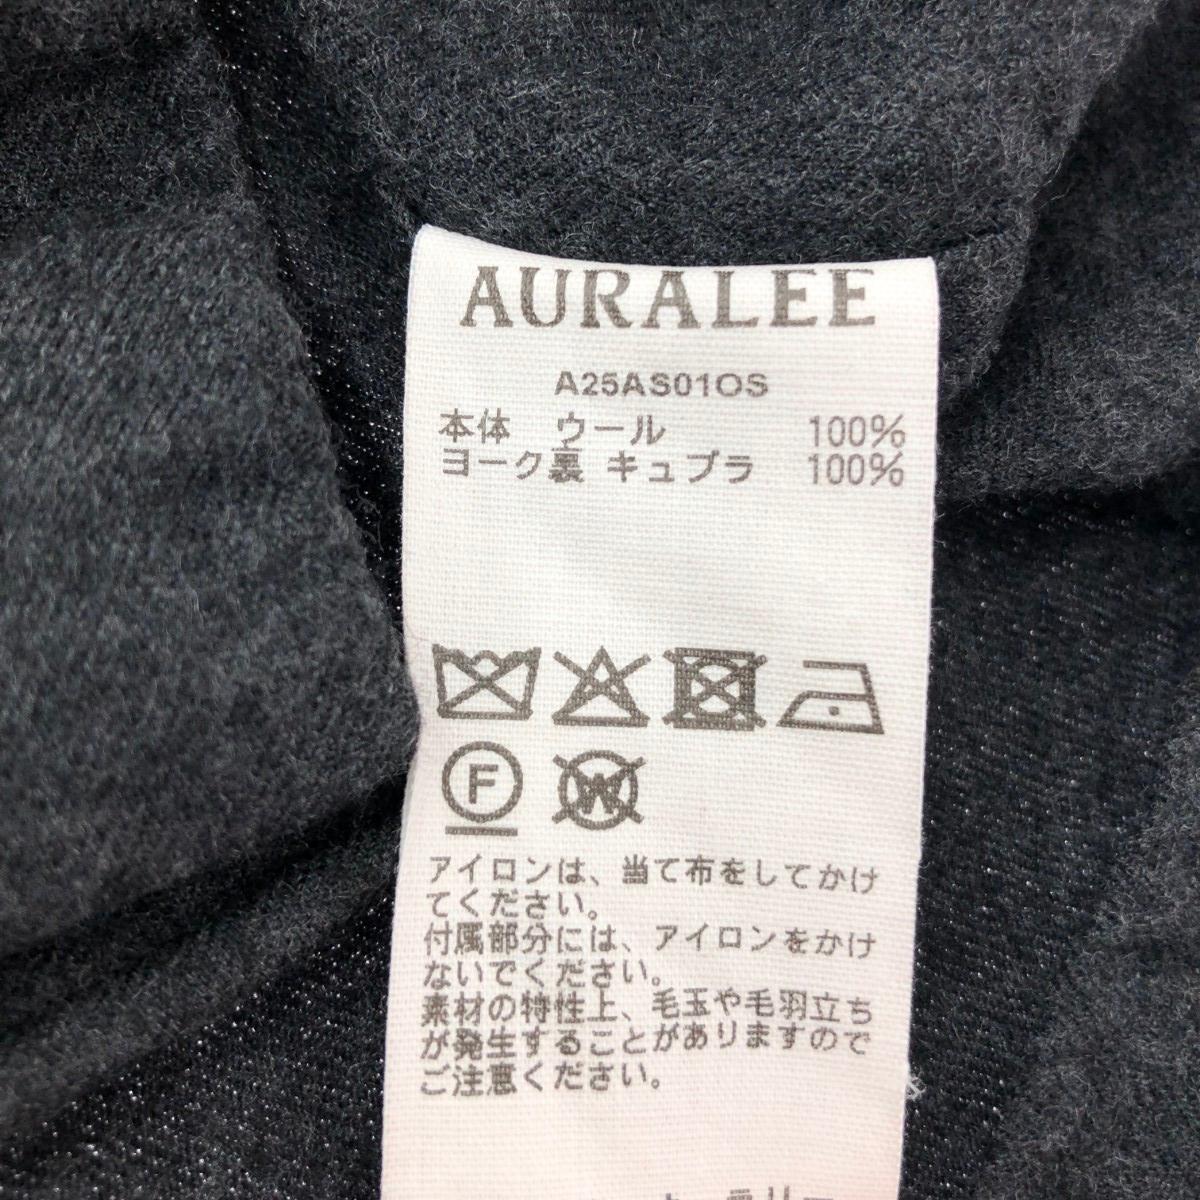 AURALEE
A25AS01OS
本体 ウール 100%
ヨーク裏 キュプラ 100%
F
W
アイロンは、当て布をしてかけ
てください。
付属部分には、アイロンをかけ
ないでください。
素材の特性上、毛玉や毛羽立ち
が発生することがありますので
ご注意ください。